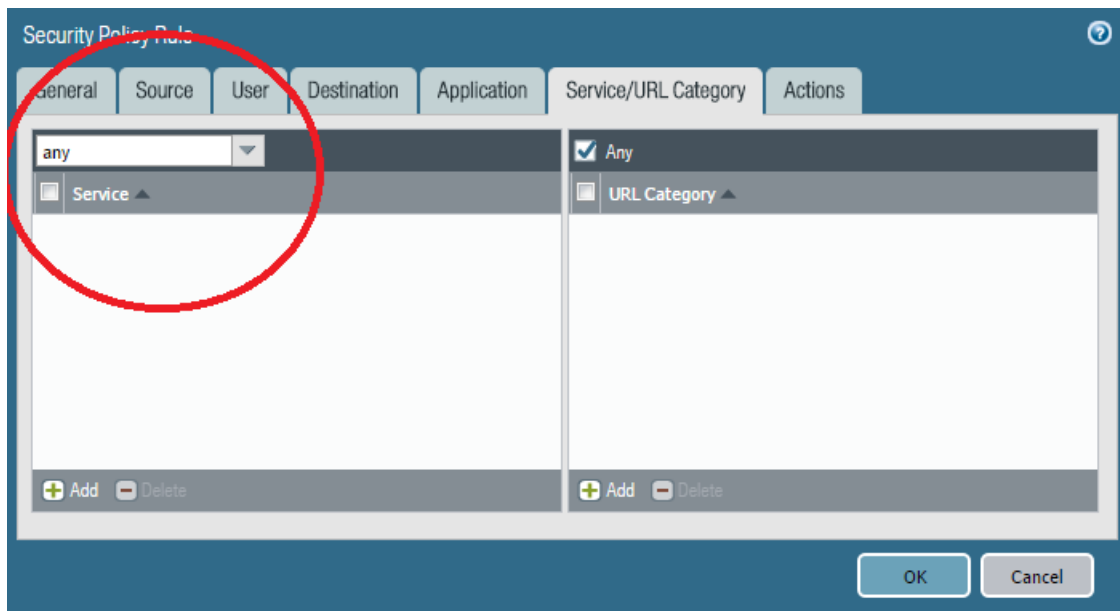 Security Policy Rule
General Source User Destination Application Service/URL Category Actions
any
Any
Service
URL Category
Add Delete
Add Delete
OK Cancel